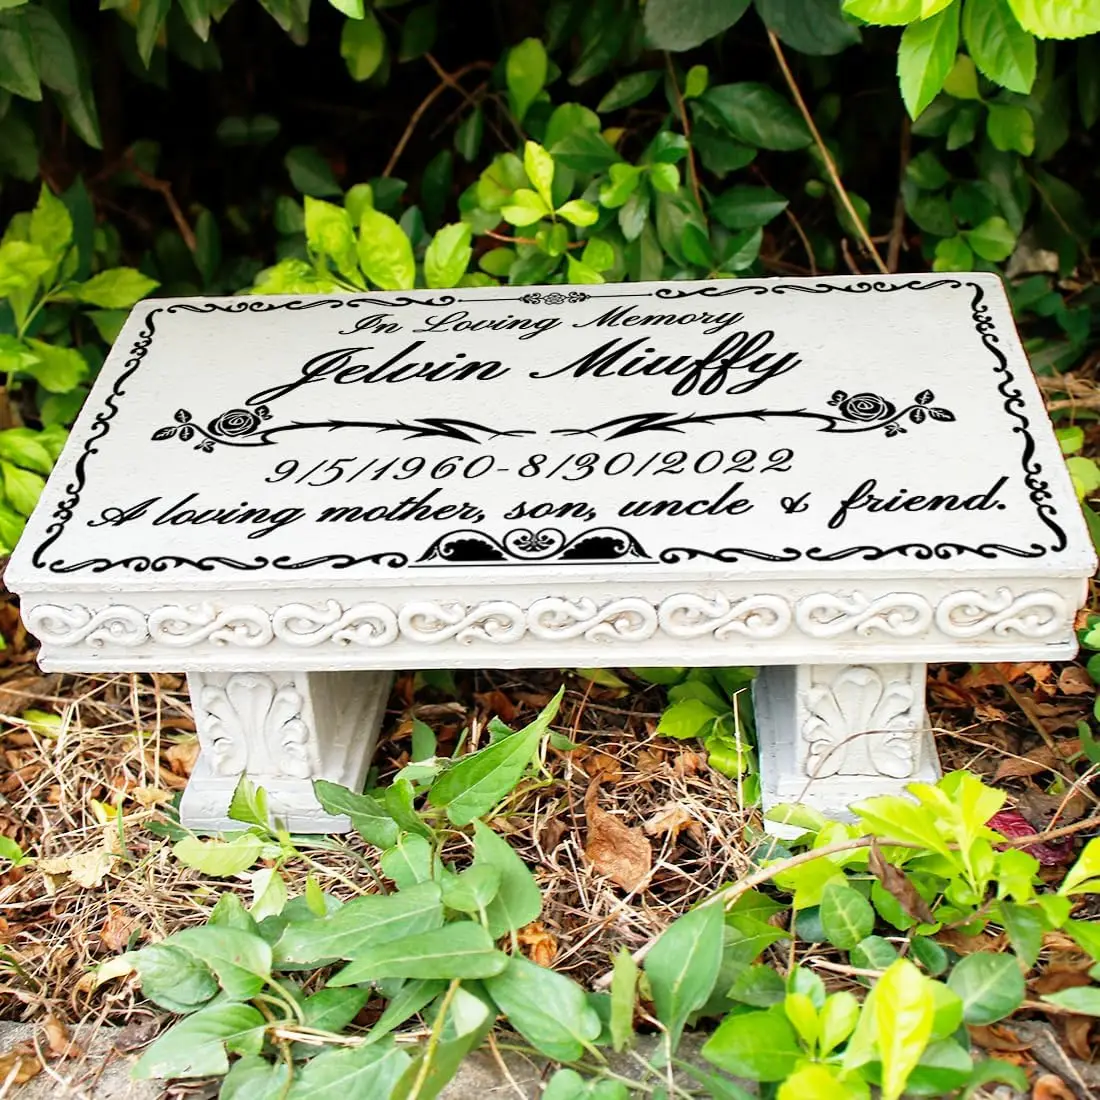 In Loving Memory
Jelvin Miuffy
9/5/1960-8/30/2022
A loving mother, son, uncle & friend.